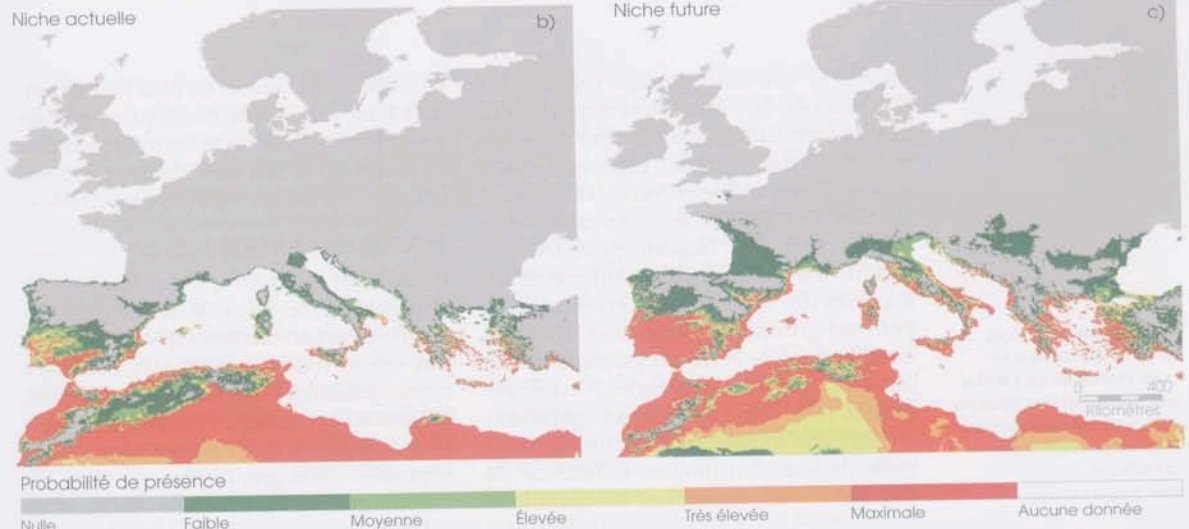 Niche actuelle
b)
Niche future
c)
0 400
Kilomètres
Probabilité de présence
Nulle
Faible
Moyenne
Élevée
Très élevée
Maximale
Aucune donnée